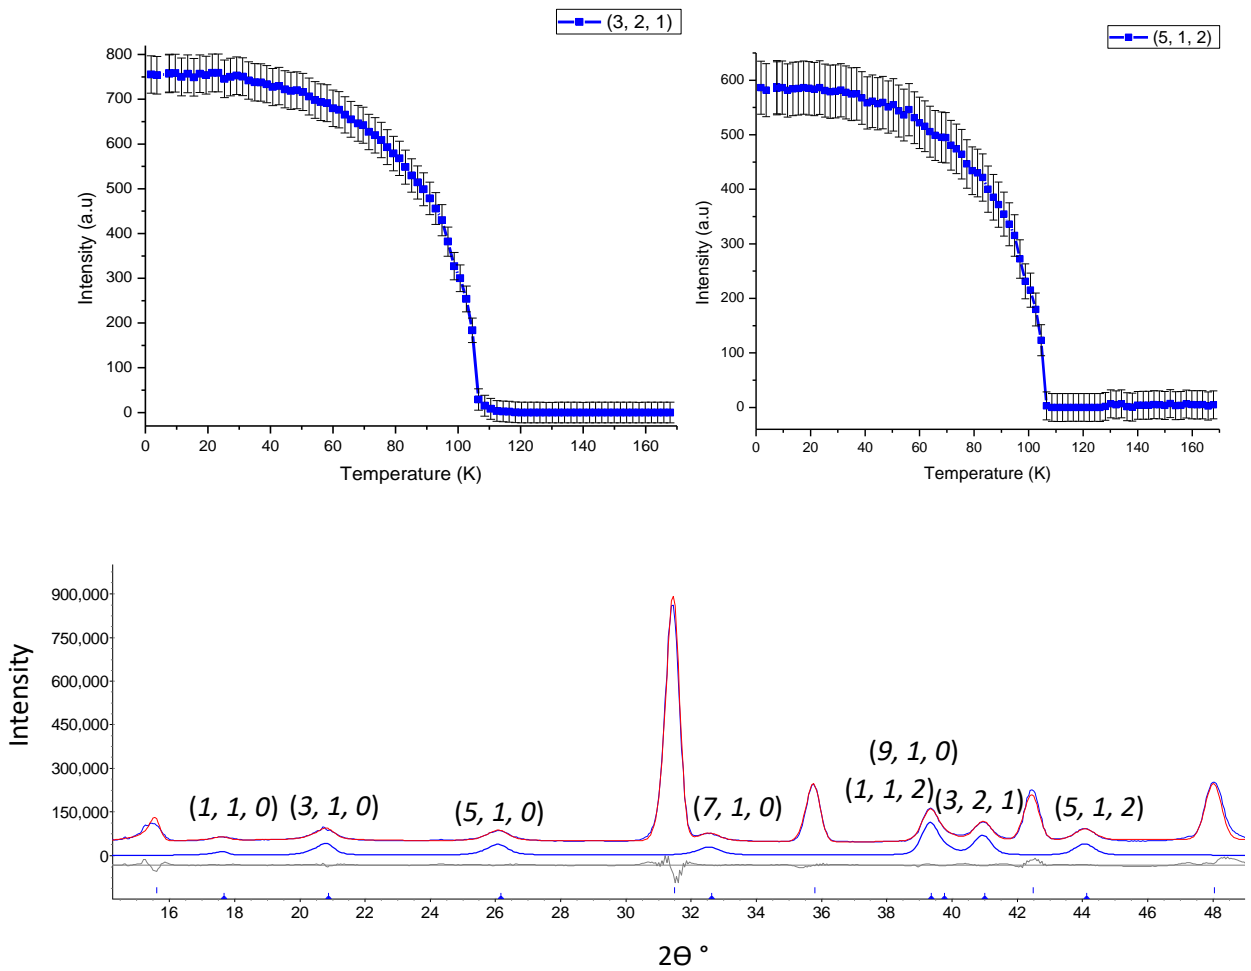 (3, 2, 1)
800
700
600
500
400
300
200
100
0
Intensity (a.u)
0 20 40 60 80 100 120 140 160
Temperature (K)
(5, 1, 2)
600
500
400
300
200
100
0
Intensity (a.u)
0 20 40 60 80 100 120 140 160
Temperature (K)
900,000
750,000
600,000
450,000
300,000
150,000
0
Intensity
(1, 1, 0)
(3, 1, 0)
(5, 1, 0)
(7, 1, 0)
(9, 1, 0)
(1, 1, 2)
(3, 2, 1)
(5, 1, 2)
16 18 20 22 24 26 28 30 32 34 36 38 40 42 44 46 48
2Θ °